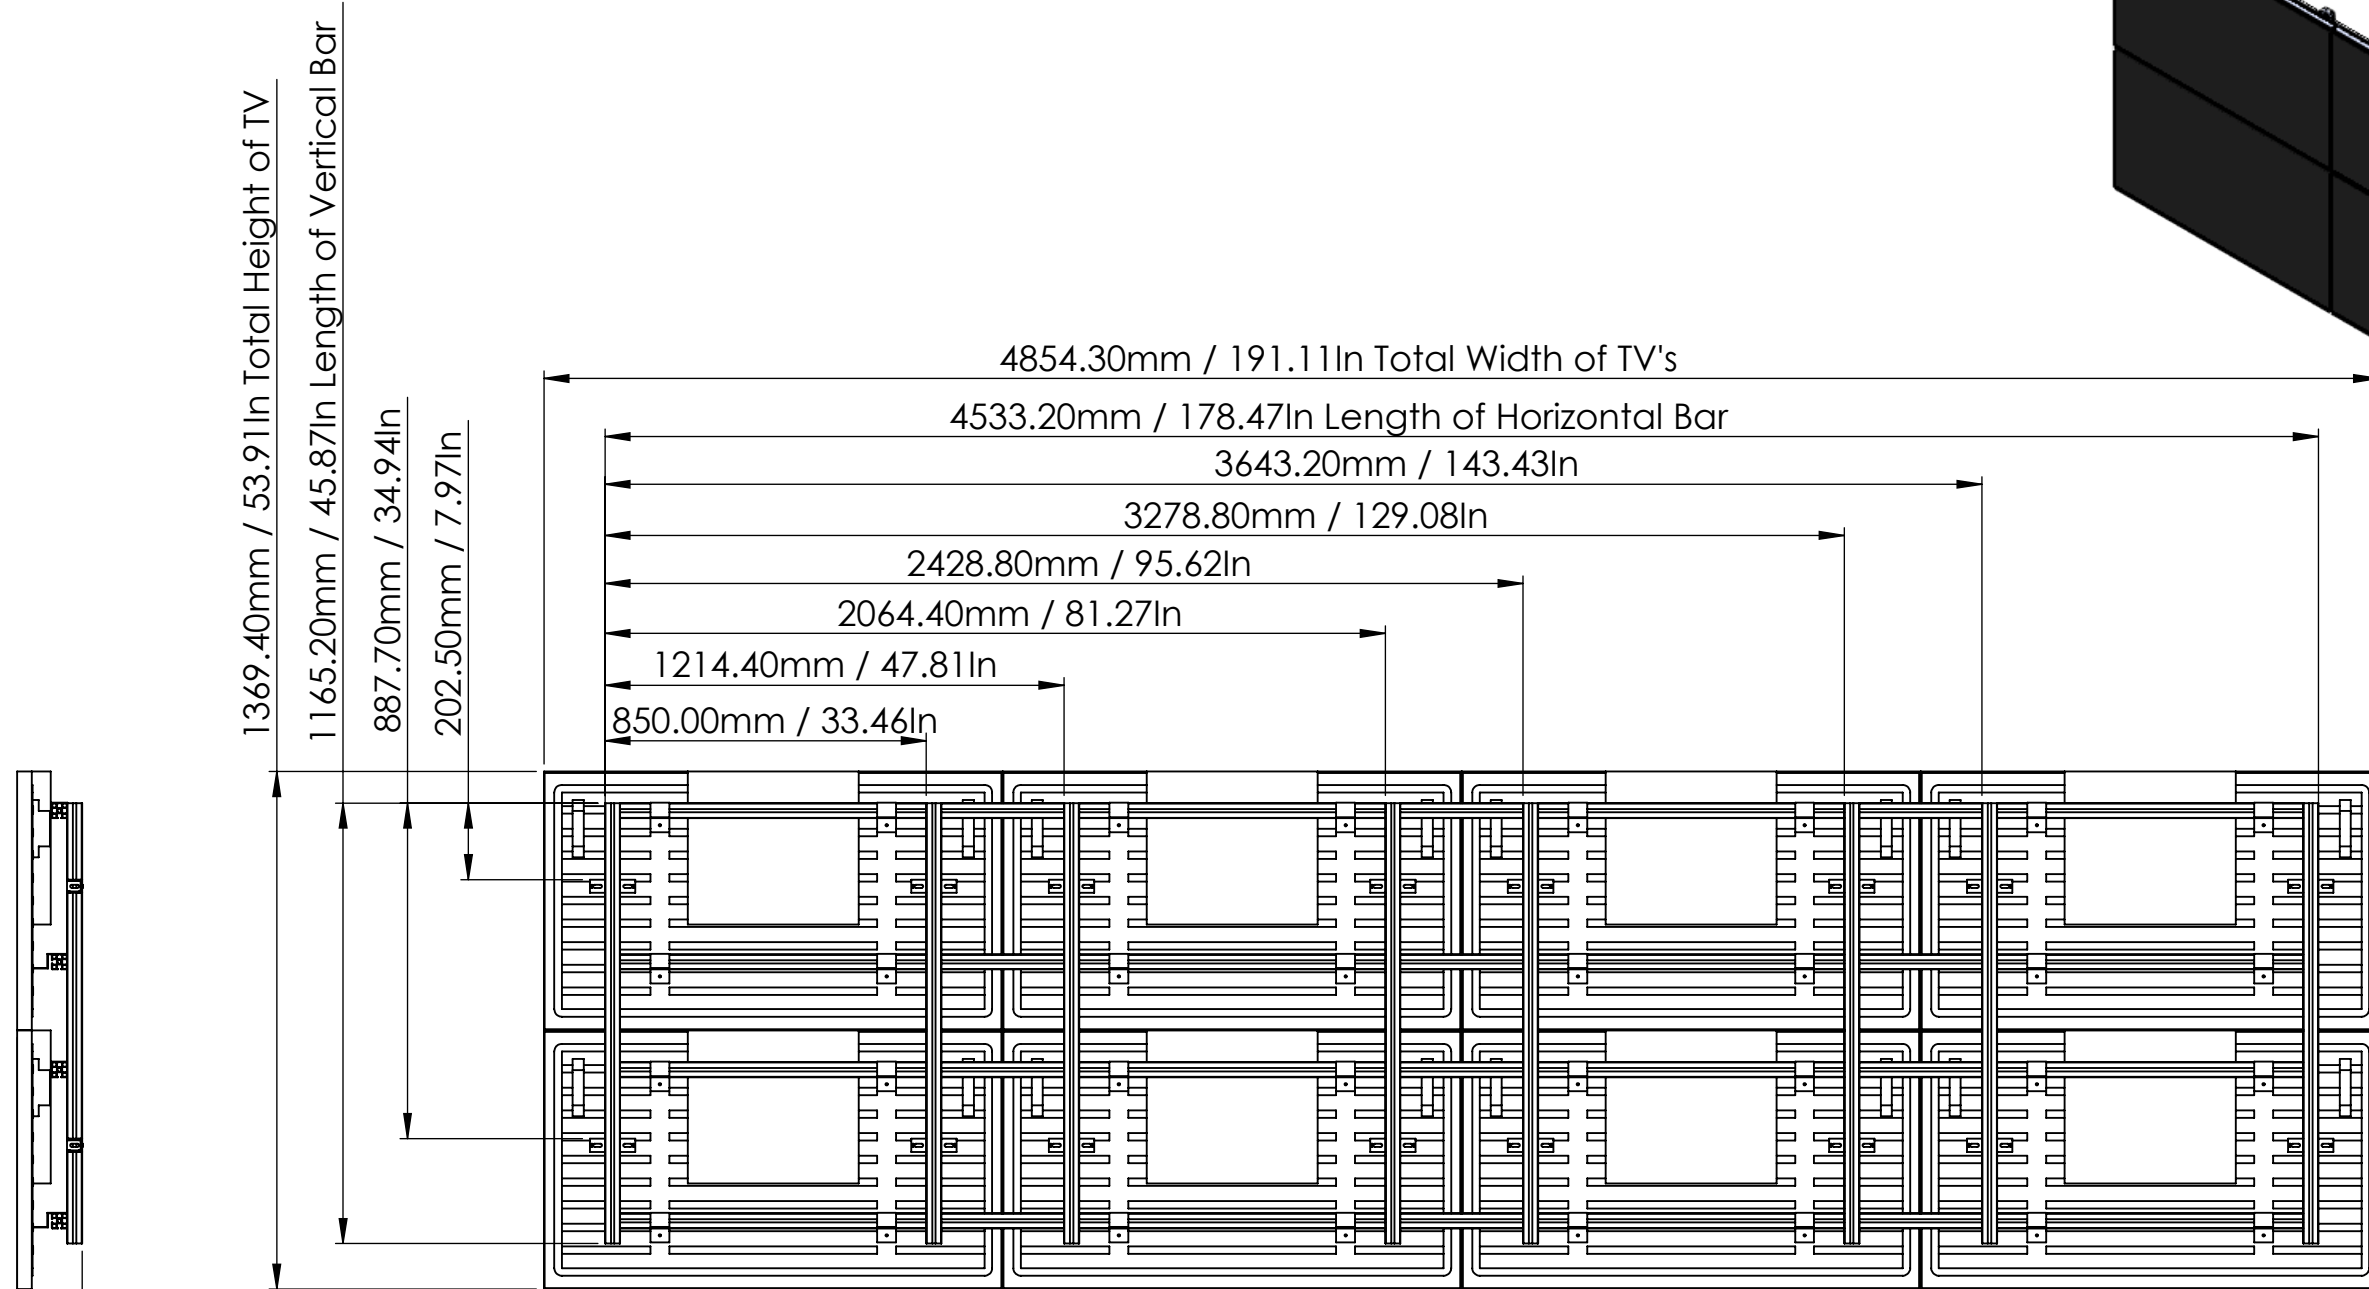 1369.40mm / 53.91In Total Height of TV
1165.20mm / 45.87In Length of Vertical Bar
887.70mm / 34.94In
202.50mm / 7.97In
4854.30mm / 191.11In Total Width of TV's
4533.20mm / 178.47In Length of Horizontal Bar
3643.20mm / 143.43In
3278.80mm / 129.08In
2428.80mm / 95.62In
2064.40mm / 81.27In
1214.40mm / 47.81In
850.00mm / 33.46In